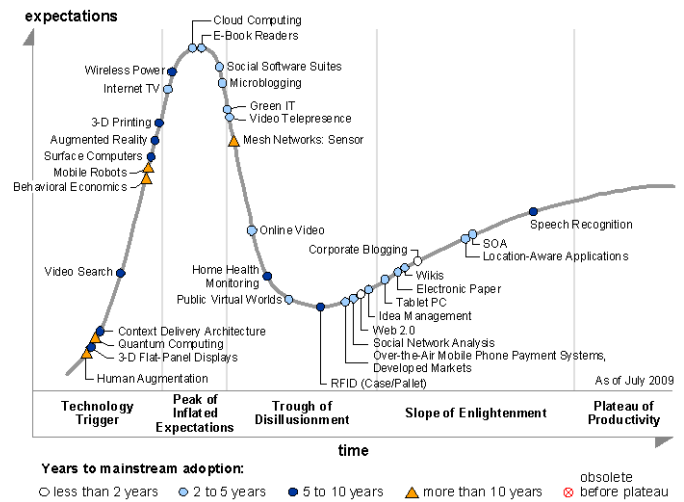 expectations
Cloud Computing
E-Book Readers
Wireless Power
Social Software Suites
Internet TV
Microblogging
Green IT
Video Telepresence
3-D Printing
Augmented Reality
Mesh Networks: Sensor
Surface Computers
Mobile Robots
Behavioral Economics
Online Video
Speech Recognition
Corporate Blogging
SOA
Location-Aware Applications
Video Search
Home Health
Monitoring
Wikis
Electronic Paper
Public Virtual Worlds
Tablet PC
Idea Management
Context Delivery Architecture
Web 2.0
Quantum Computing
Social Network Analysis
3-D Flat-Panel Displays
Over-the-Air Mobile Phone Payment Systems,
Developed Markets
Human Augmentation
RFID (Case/Pallet)
As of July 2009
Technology
Trigger
Peak of
Inflated
Expectations
Trough of
Disillusionment
Slope of Enlightenment
Plateau of
Productivity
time
Years to mainstream adoption:
less than 2 years
2 to 5 years
5 to 10 years
more than 10 years
obsolete
before plateau